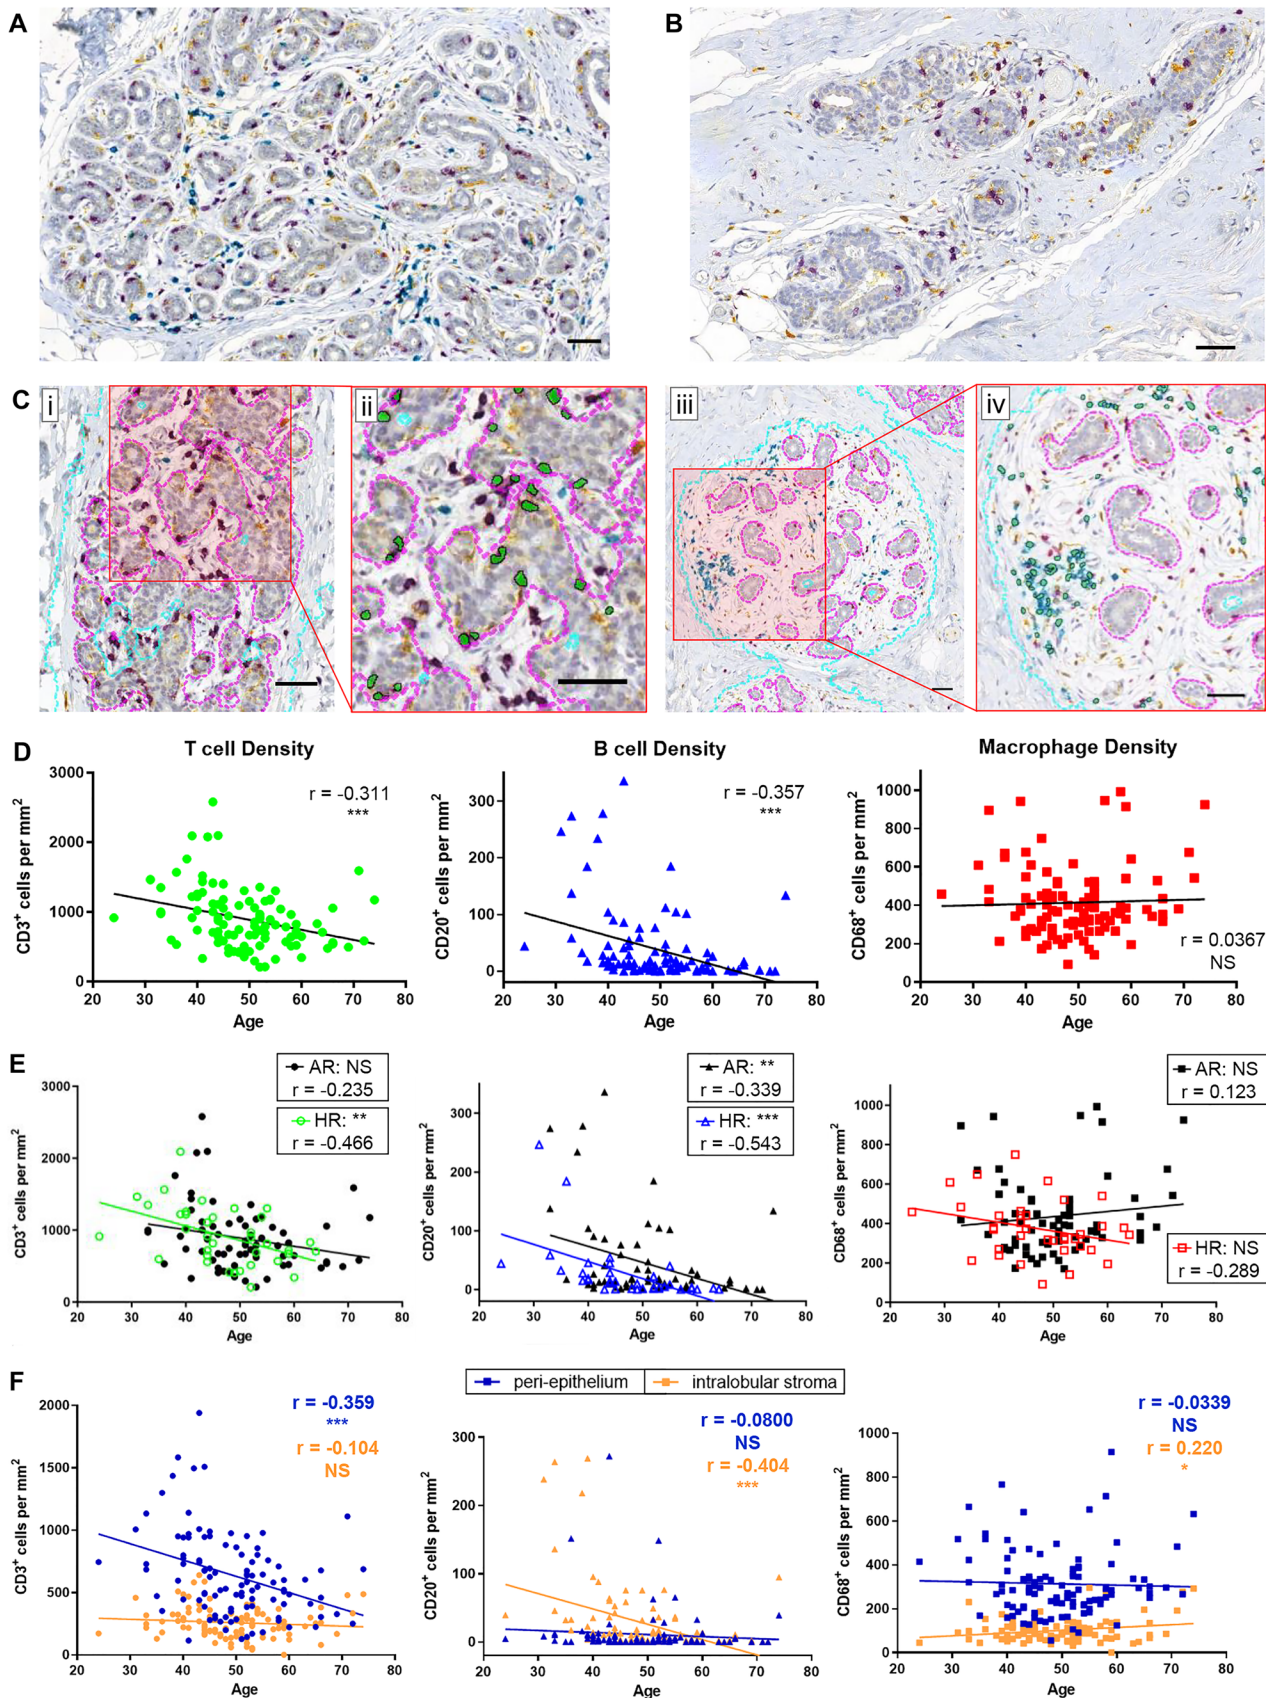 A
B
C
i
ii
iii
iv
D
T cell Density
B cell Density
Macrophage Density
3000
2000
1000
0
CD3+ cells per mm2
r = -0.311
***
20 30 40 50 60 70 80
Age
300
200
100
0
CD20+ cells per mm2
r = -0.357
***
20 30 40 50 60 70 80
Age
1000
800
600
400
200
0
CD68+ cells per mm2
r = 0.0367
NS
20 30 40 50 60 70 80
Age
E
AR: NS
r = -0.235
HR: **
r = -0.466
3000
2000
1000
0
CD3+ cells per mm2
20 30 40 50 60 70 80
Age
AR: **
r = -0.339
HR: ***
r = -0.543
300
200
100
0
CD20+ cells per mm2
20 30 40 50 60 70 80
Age
AR: NS
r = 0.123
HR: NS
r = -0.289
1000
800
600
400
200
0
CD68+ cells per mm2
20 30 40 50 60 70 80
Age
F
peri-epithelium
intralobular stroma
r = -0.359
***
r = -0.104
NS
2000
1500
1000
500
0
CD3+ cells per mm2
20 30 40 50 60 70 80
Age
r = -0.0800
NS
r = -0.404
***
300
200
100
0
CD20+ cells per mm2
20 30 40 50 60 70 80
Age
r = -0.0339
NS
r = 0.220
*
1000
800
600
400
200
0
CD68+ cells per mm2
20 30 40 50 60 70 80
Age